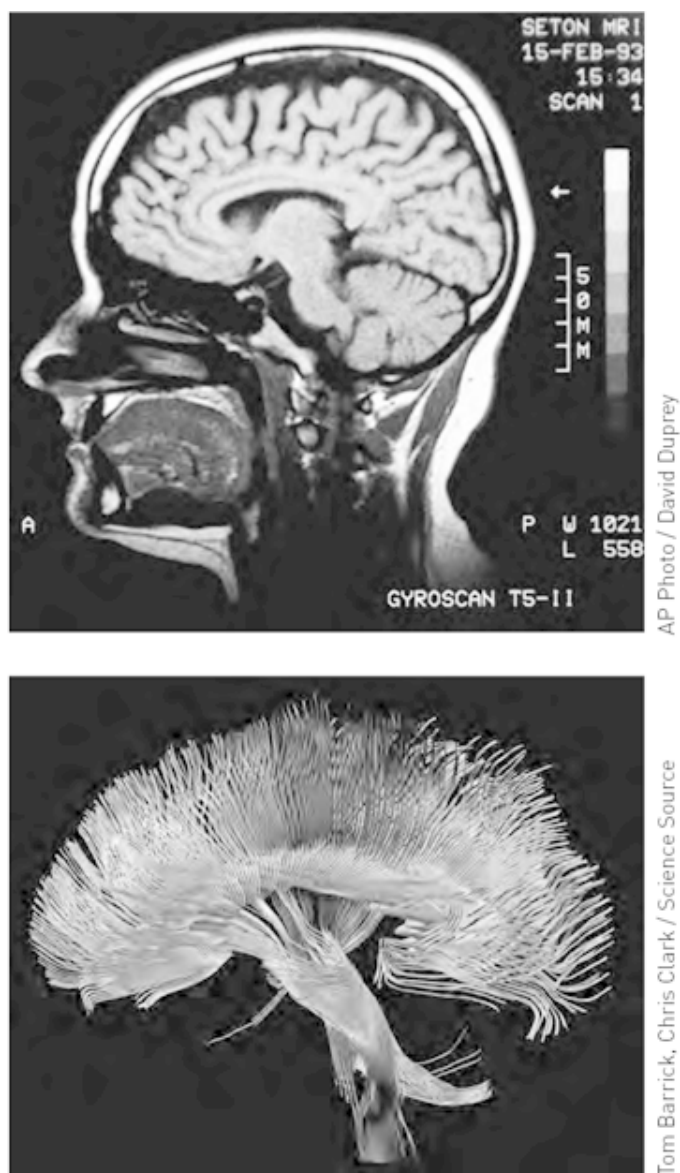 SETON MRI
15-FEB-93
15:34
SCAN 1
←
5
0
M
M
A
P W 1021
L 558
GYROSCAN T5-II
AP Photo / David Duprey
Tom Barrick, Chris Clark / Science Source